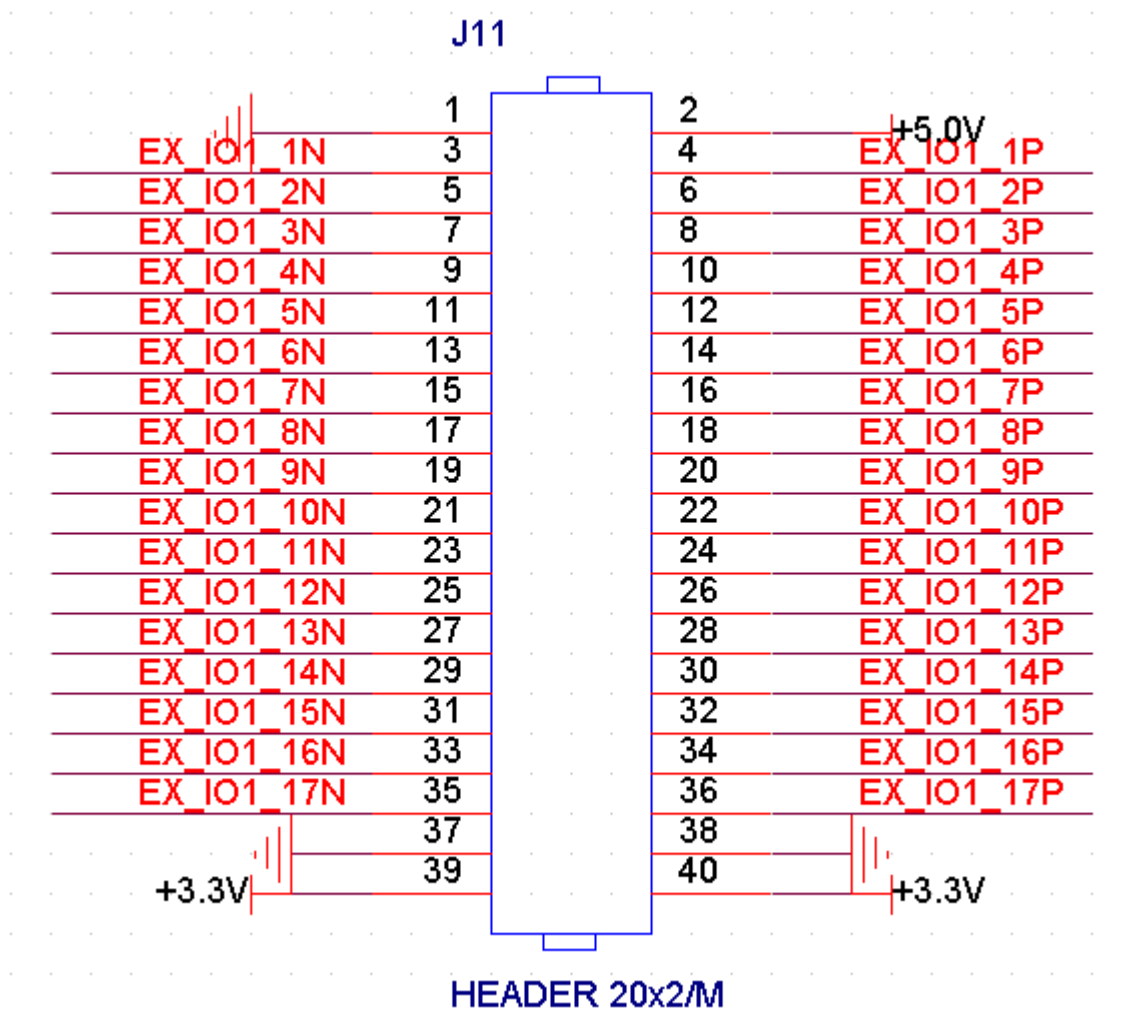 J11
1 2
+5.0V
EX_IO1_1N 3 4 EX_IO1_1P
EX_IO1_2N 5 6 EX_IO1_2P
EX_IO1_3N 7 8 EX_IO1_3P
EX_IO1_4N 9 10 EX_IO1_4P
EX_IO1_5N 11 12 EX_IO1_5P
EX_IO1_6N 13 14 EX_IO1_6P
EX_IO1_7N 15 16 EX_IO1_7P
EX_IO1_8N 17 18 EX_IO1_8P
EX_IO1_9N 19 20 EX_IO1_9P
EX_IO1_10N 21 22 EX_IO1_10P
EX_IO1_11N 23 24 EX_IO1_11P
EX_IO1_12N 25 26 EX_IO1_12P
EX_IO1_13N 27 28 EX_IO1_13P
EX_IO1_14N 29 30 EX_IO1_14P
EX_IO1_15N 31 32 EX_IO1_15P
EX_IO1_16N 33 34 EX_IO1_16P
EX_IO1_17N 35 36 EX_IO1_17P
37 38
39 40
+3.3V +3.3V
HEADER 20x2/M